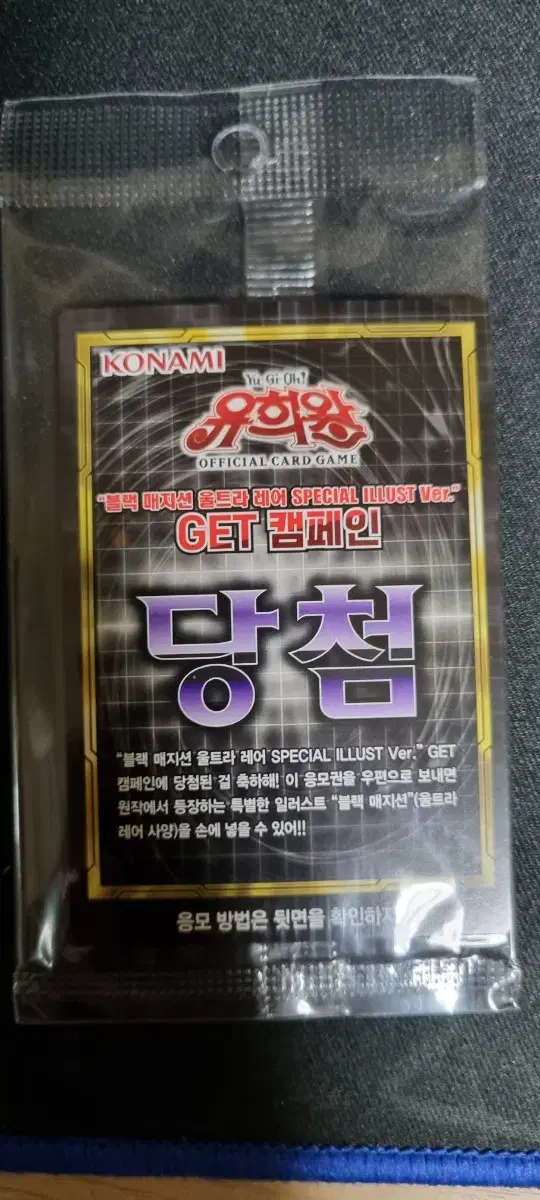 KONAMI
Yu-Gi-Oh!
유희왕
OFFICIAL CARD GAME
"블랙 매지션 울트라 레어 SPECIAL ILLUST Ver."
GET 캠페인
당첨
"블랙 매지션 울트라 레어 SPECIAL ILLUST Ver." GET
캠페인에 당첨된 걸 축하해! 이 응모권을 우편으로 보내면
원작에서 등장하는 특별한 일러스트 "블랙 매지션"(울트라
레어 사양)을 손에 넣을 수 있어!!
응모 방법은 뒷면을 확인하자